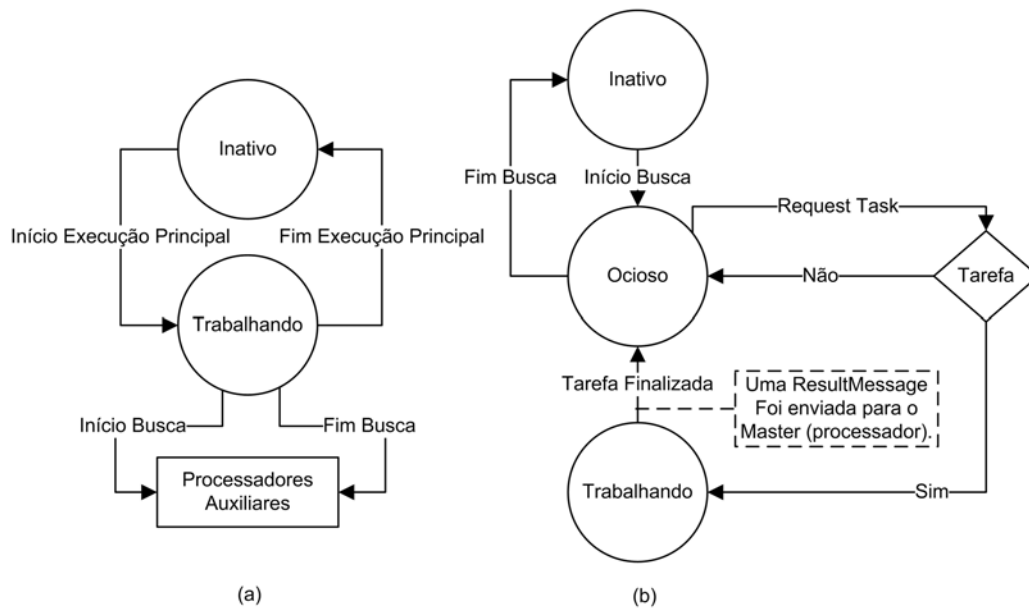 Inativo
Início Execução Principal
Fim Execução Principal
Trabalhando
Início Busca
Fim Busca
Processadores
Auxiliares
(a)
Inativo
Fim Busca
Início Busca
Request Task
Ocioso
Não
Tarefa
Tarefa Finalizada
Uma ResultMessage
Foi enviada para o
Master (processador).
Trabalhando
Sim
(b)